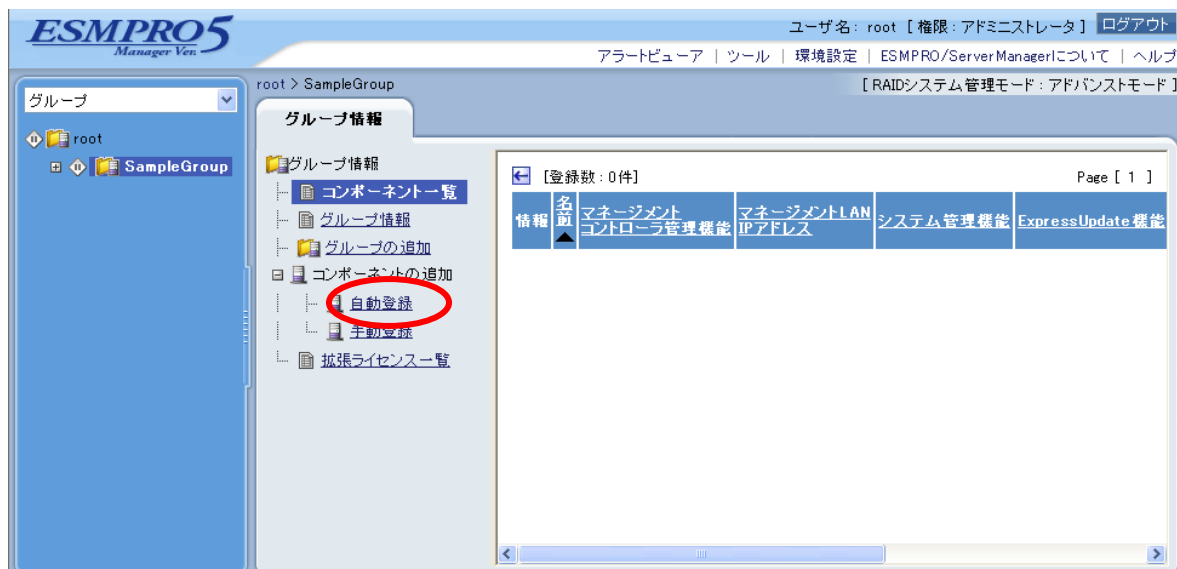 ESMPRO5
Manager Ver.
ユーザ名: root [ 権限 : アドミニストレータ ] ログアウト
アラートビューア | ツール | 環境設定 | ESMPRO/ServerManagerについて | ヘルプ
グループ
root
SampleGroup
root > SampleGroup
[ RAIDシステム管理モード : アドバンストモード ]
グループ情報
グループ情報
コンポーネント一覧
グループ情報
グループの追加
コンポーネントの追加
自動登録
手動登録
拡張ライセンス一覧
[登録数 : 0件]
Page [ 1 ]
情報 名前 マネージメントコントローラ管理機能 マネージメントLAN IPアドレス システム管理機能 ExpressUpdate機能